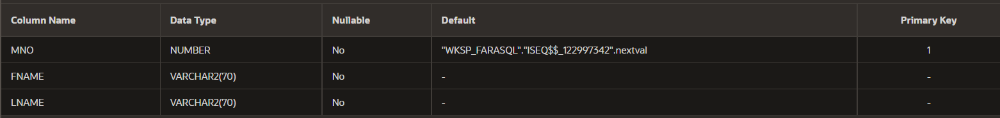 Column Name Data Type Nullable Default Primary Key
MNO NUMBER No "WKSP_FARASQL"."ISEQ$$_122997342".nextval 1
FNAME VARCHAR2(70) No - -
LNAME VARCHAR2(70) No - -